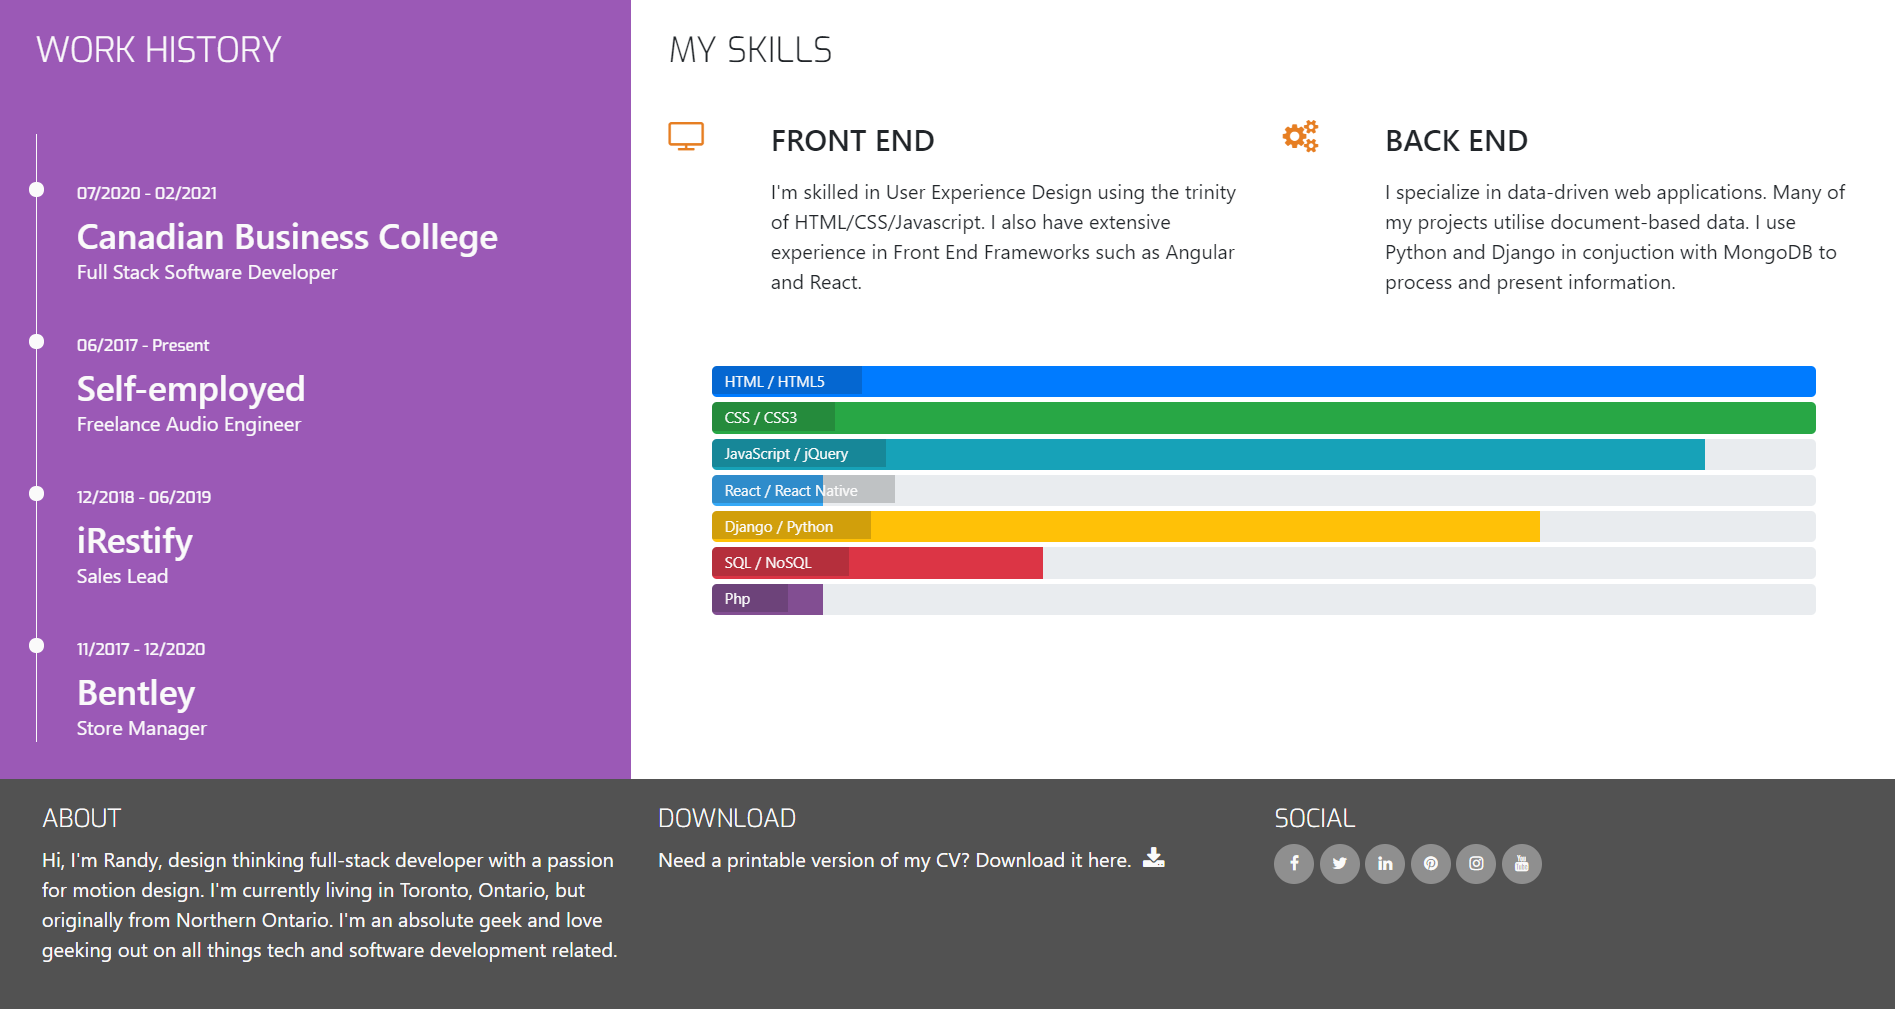 WORK HISTORY
07/2020 - 02/2021
Canadian Business College
Full Stack Software Developer
06/2017 - Present
Self-employed
Freelance Audio Engineer
12/2018 - 06/2019
iRestify
Sales Lead
11/2017 - 12/2020
Bentley
Store Manager
MY SKILLS
FRONT END
I'm skilled in User Experience Design using the trinity
of HTML/CSS/Javascript. I also have extensive
experience in Front End Frameworks such as Angular
and React.
BACK END
I specialize in data-driven web applications. Many of
my projects utilise document-based data. I use
Python and Django in conjuction with MongoDB to
process and present information.
HTML / HTML5
CSS / CSS3
JavaScript / jQuery
React / React Native
Django / Python
SQL / NoSQL
Php
ABOUT
Hi, I'm Randy, design thinking full-stack developer with a passion
for motion design. I'm currently living in Toronto, Ontario, but
originally from Northern Ontario. I'm an absolute geek and love
geeking out on all things tech and software development related.
DOWNLOAD
Need a printable version of my CV? Download it here.
SOCIAL